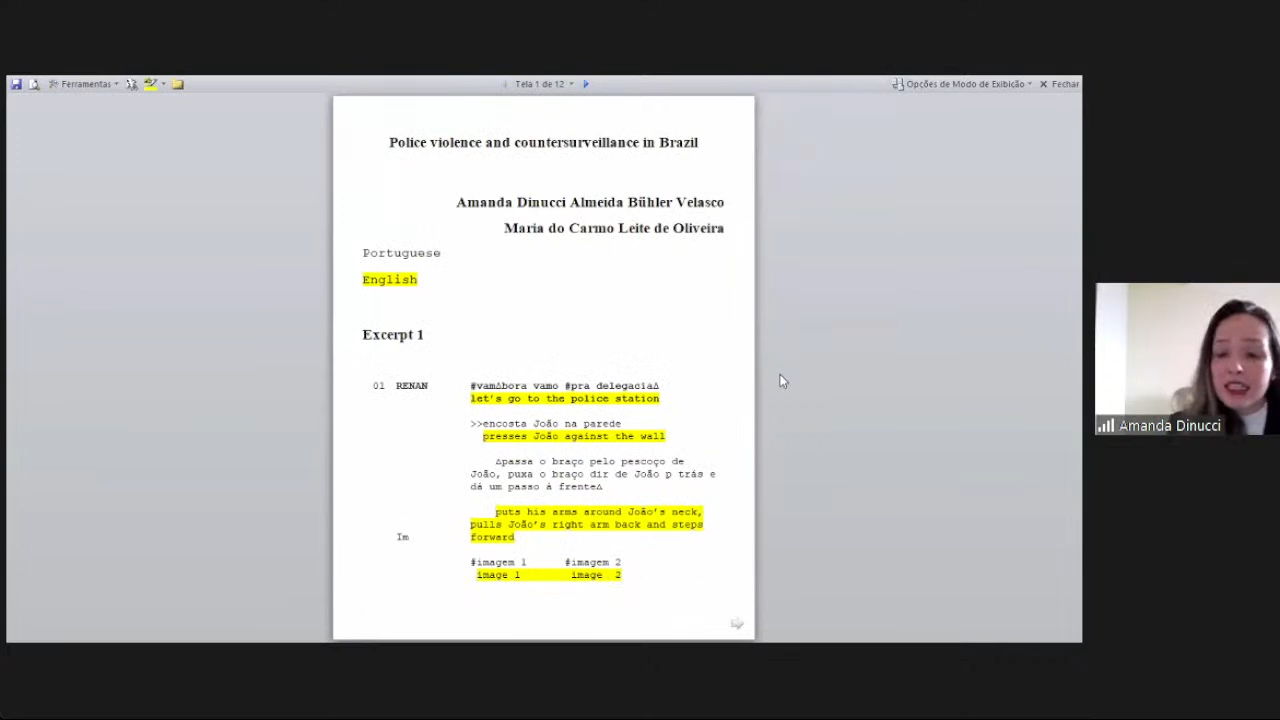 Ferramentas
Tela 1 de 12
Opções de Modo de Exibição
Fechar
Police violence and countersurveillance in Brazil
Amanda Dinucci Almeida Bühler Velasco
Maria do Carmo Leite de Oliveira
Portuguese
English
Excerpt 1
01 RENAN #vamΔbora vamo #pra delegaciaΔ
let's go to the police station
>>encosta João na parede
presses João against the wall
Δpassa o braço pelo pescoço de
João, puxa o braço dir de João p trás e
dá um passo à frenteΔ
puts his arms around João's neck,
pulls João's right arm back and steps
Im forward
#imagem 1 #imagem 2
image 1 image 2
Amanda Dinucci